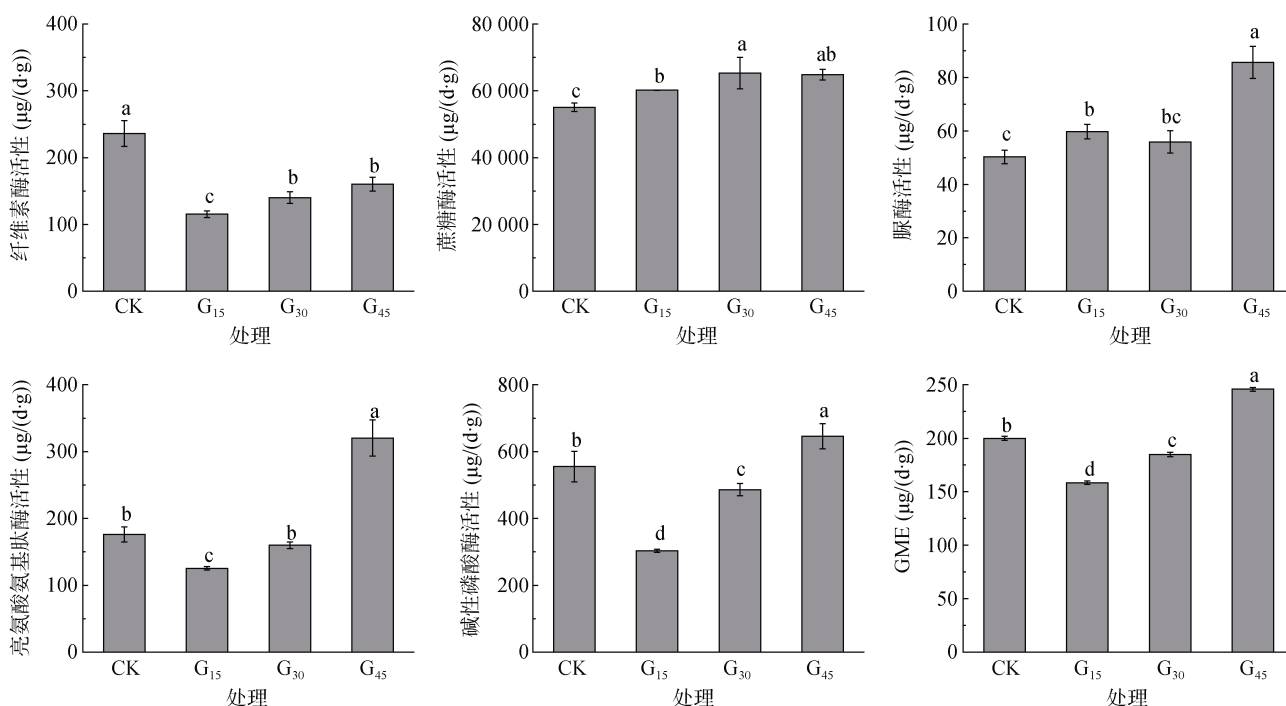 纤维素酶活性 (μg/(d·g))
400
300
200
100
0
a
c
b
b
CK
G₁₅
G₃₀
G₄₅
处理
蔗糖酶活性 (μg/(d·g))
80 000
60 000
40 000
20 000
0
c
b
a
ab
CK
G₁₅
G₃₀
G₄₅
处理
脲酶活性 (μg/(d·g))
100
80
60
40
20
0
c
b
bc
a
CK
G₁₅
G₃₀
G₄₅
处理
亮氨酸氨基肽酶活性 (μg/(d·g))
400
300
200
100
0
b
c
b
a
CK
G₁₅
G₃₀
G₄₅
处理
碱性磷酸酶活性 (μg/(d·g))
800
600
400
200
0
b
d
c
a
CK
G₁₅
G₃₀
G₄₅
处理
GME (μg/(d·g))
250
200
150
100
50
0
b
d
c
a
CK
G₁₅
G₃₀
G₄₅
处理